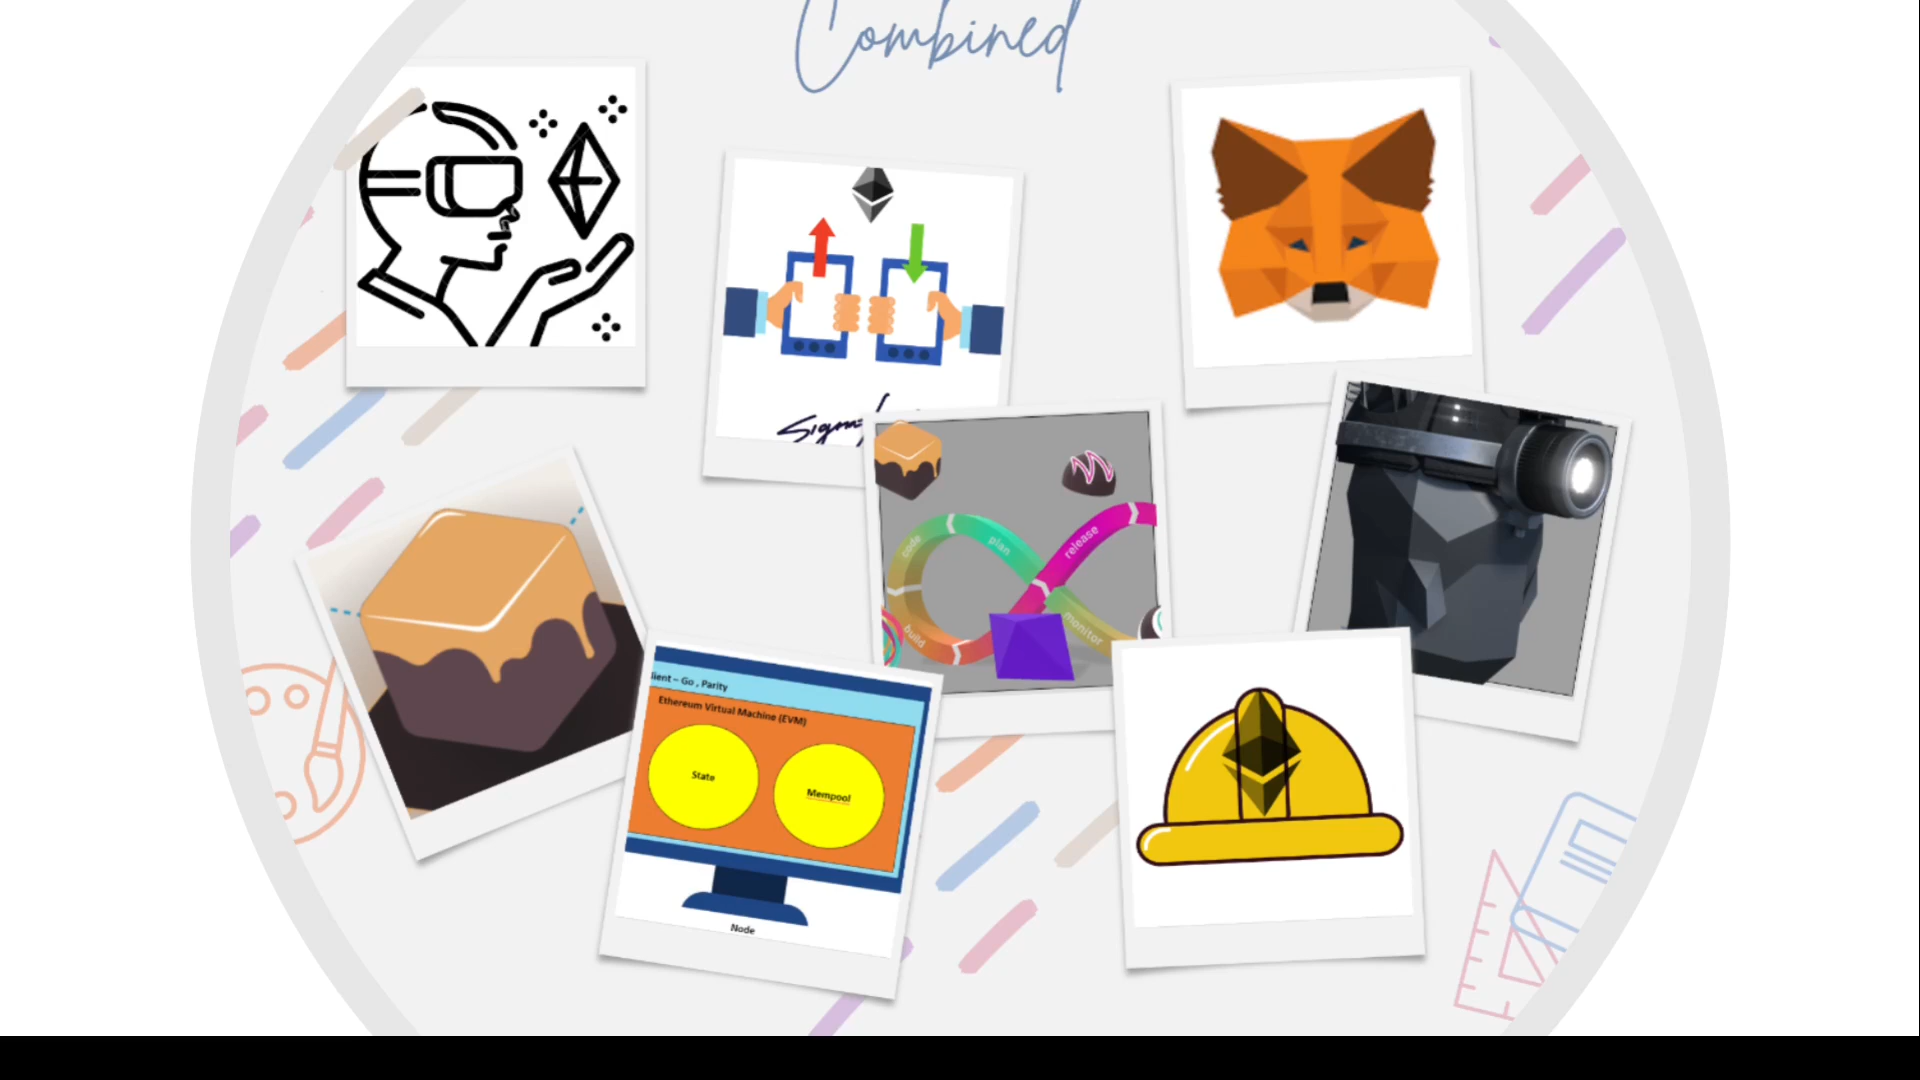 Combined
code
plan
release
build
monitor
lient – Go , Parity
Ethereum Virtual Machine (EVM)
State
Mempool
Node